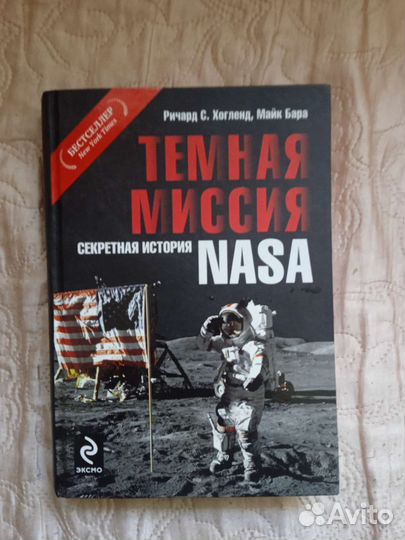 Ричард С. Хогленд, Майк Бара
БЕСТСЕЛЛЕР
New York Times
ТЕМНАЯ
МИССИЯ
СЕКРЕТНАЯ ИСТОРИЯ
NASA
ЭКСМО
Avito